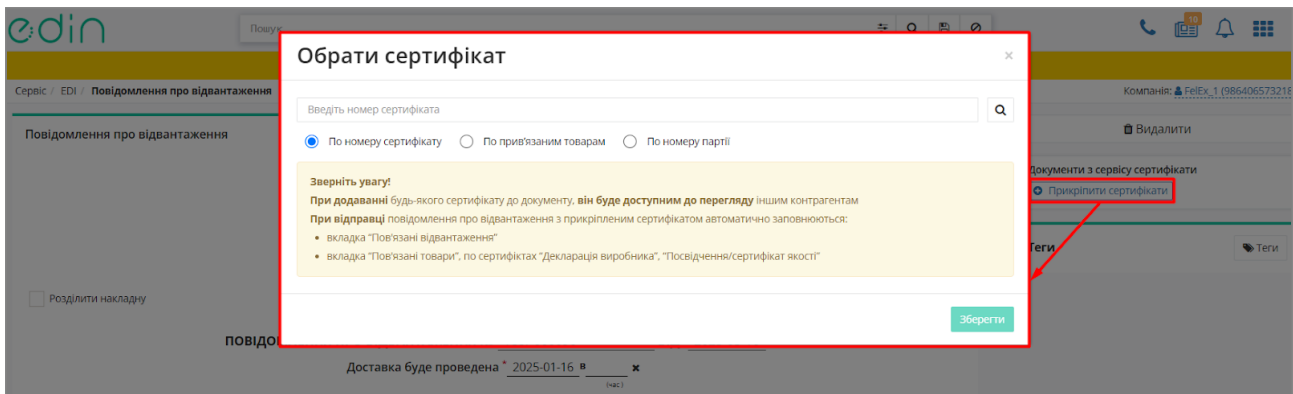 edin
Пошук
10
Обрати сертифікат
×
Сервіс / EDI / Повідомлення про відвантаження
Компанія: FelEx_1 (986406573218
Введіть номер сертифіката
По номеру сертифікату По прив'язаним товарам По номеру партії
Повідомлення про відвантаження
Видалити
Зверніть увагу!
При додаванні будь-якого сертифікату до документу, він буде доступним до перегляду іншим контрагентам
При відправці повідомлення про відвантаження з прикріпленим сертифікатом автоматично заповнюються:
• вкладка "Пов'язані відвантаження"
• вкладка "Пов'язані товари", по сертифіктах "Декларація виробника", "Посвідчення/сертифікат якості"
Документи з сервісу сертифікати
Прикріпити сертифікати
Теги
Теги
Розділити накладну
Зберегти
ПОВІДО
Доставка буде проведена * 2025-01-16 в
(час)